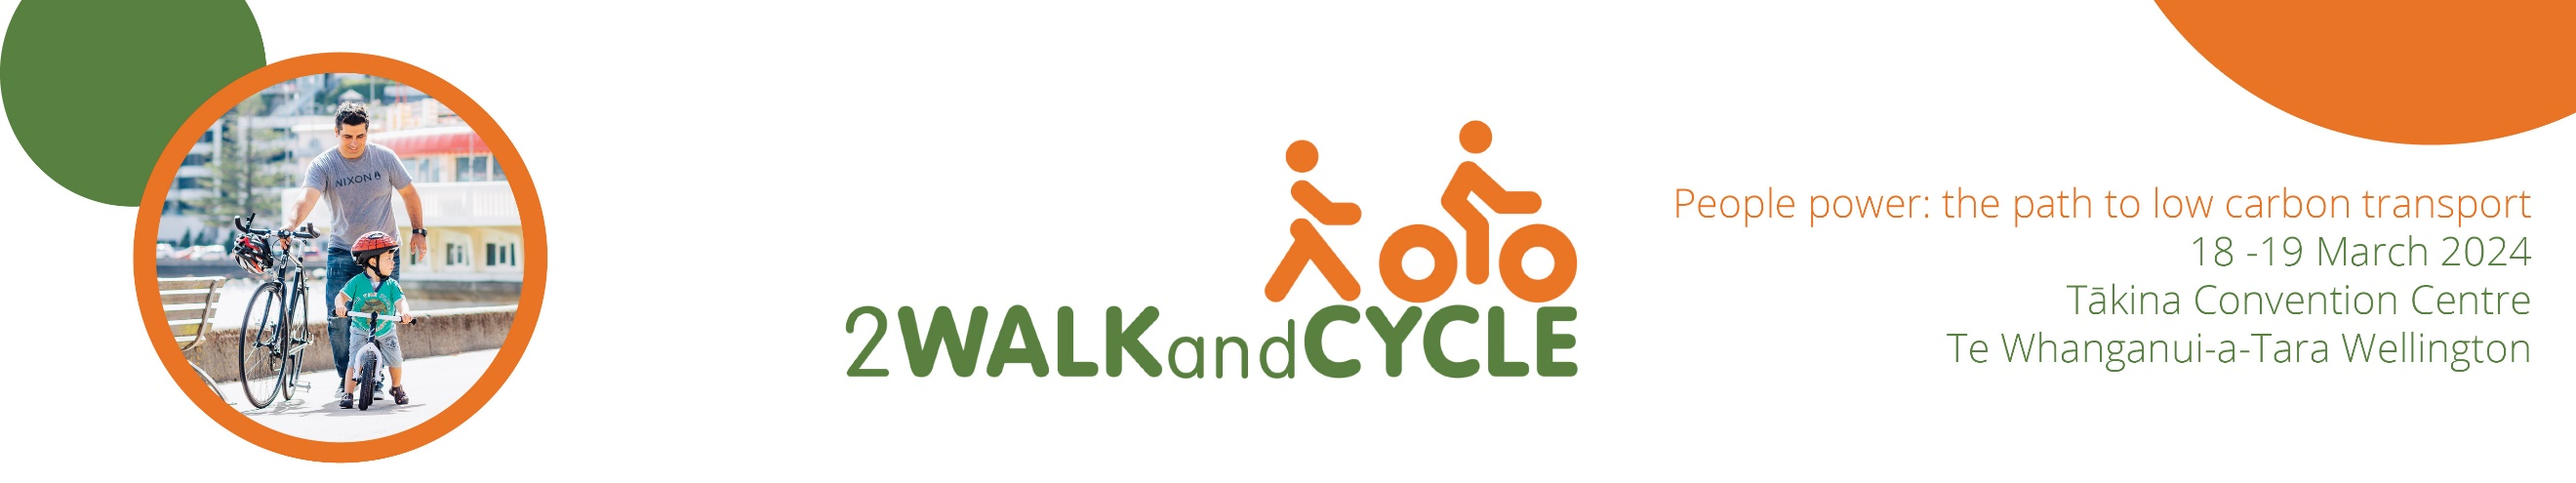 NIXON
2WALKandCYCLE
People power: the path to low carbon transport
18 -19 March 2024
Tākina Convention Centre
Te Whanganui-a-Tara Wellington